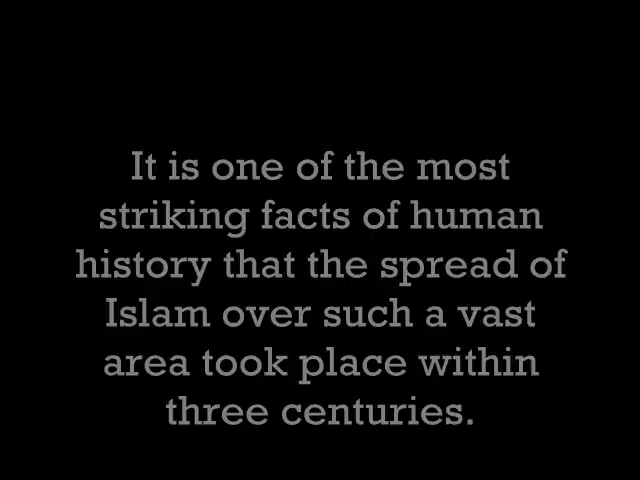 It is one of the most
striking facts of human
history that the spread of
Islam over such a vast
area took place within
three centuries.